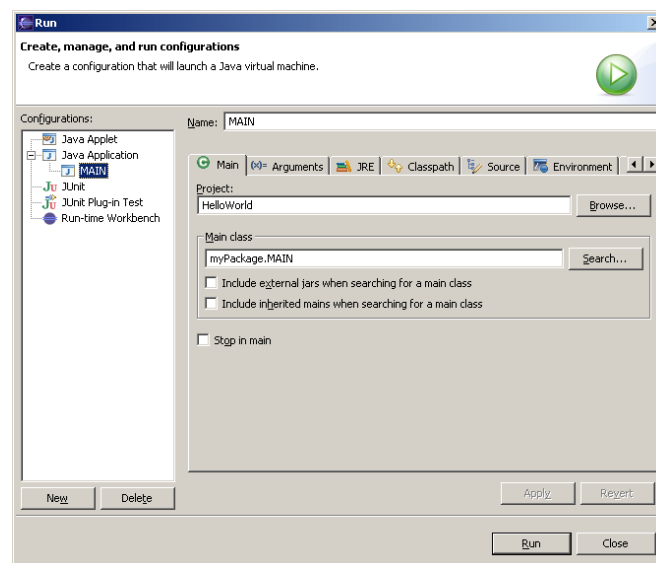 Run
Create, manage, and run configurations
Create a configuration that will launch a Java virtual machine.
Configurations:
Java Applet
Java Application
MAIN
JUnit
JUnit Plug-in Test
Run-time Workbench
New Delete
Name: MAIN
Main Arguments JRE Classpath Source Environment
Project:
HelloWorld Browse...
Main class
myPackage.MAIN Search...
Include external jars when searching for a main class
Include inherited mains when searching for a main class
Stop in main
Apply Revert
Run Close